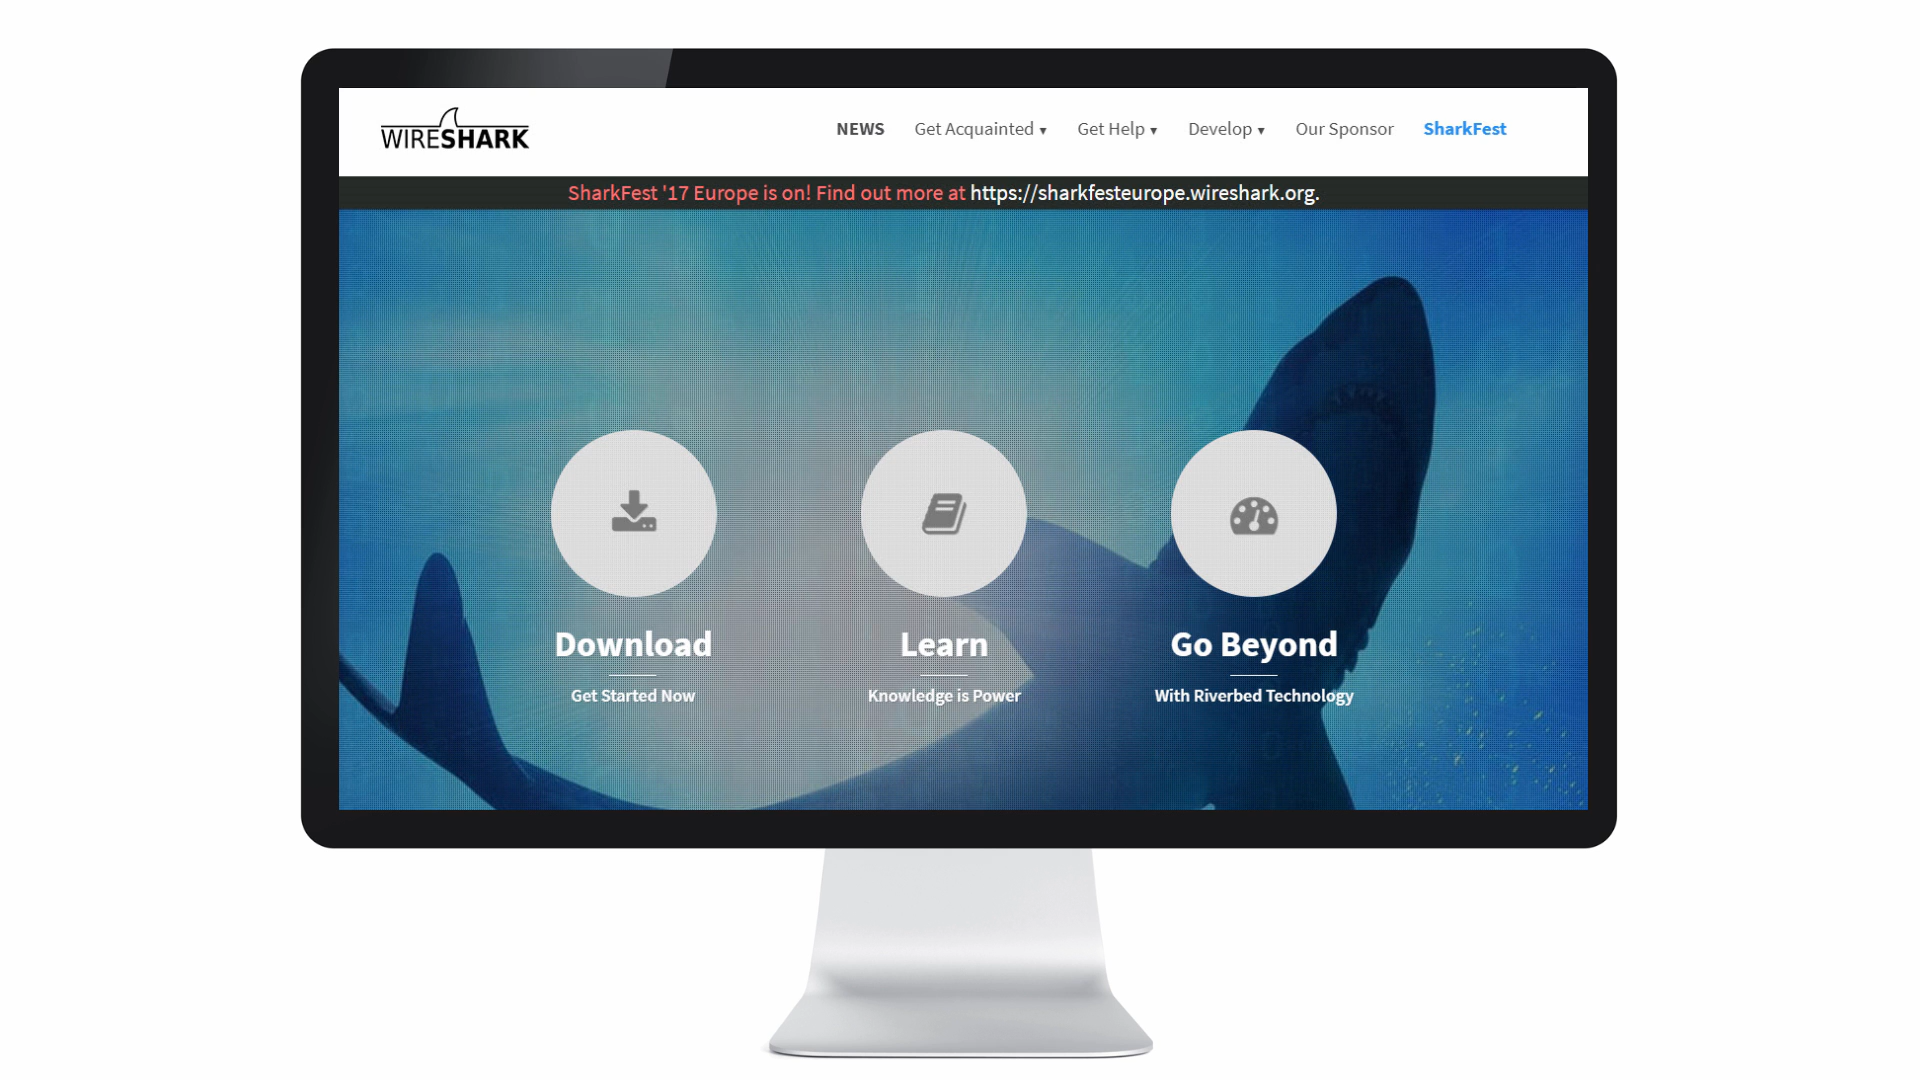 WIRESHARK
NEWS Get Acquainted ▾ Get Help ▾ Develop ▾ Our Sponsor SharkFest
SharkFest '17 Europe is on! Find out more at https://sharkfesteurope.wireshark.org.
Download Learn Go Beyond
Get Started Now Knowledge is Power With Riverbed Technology